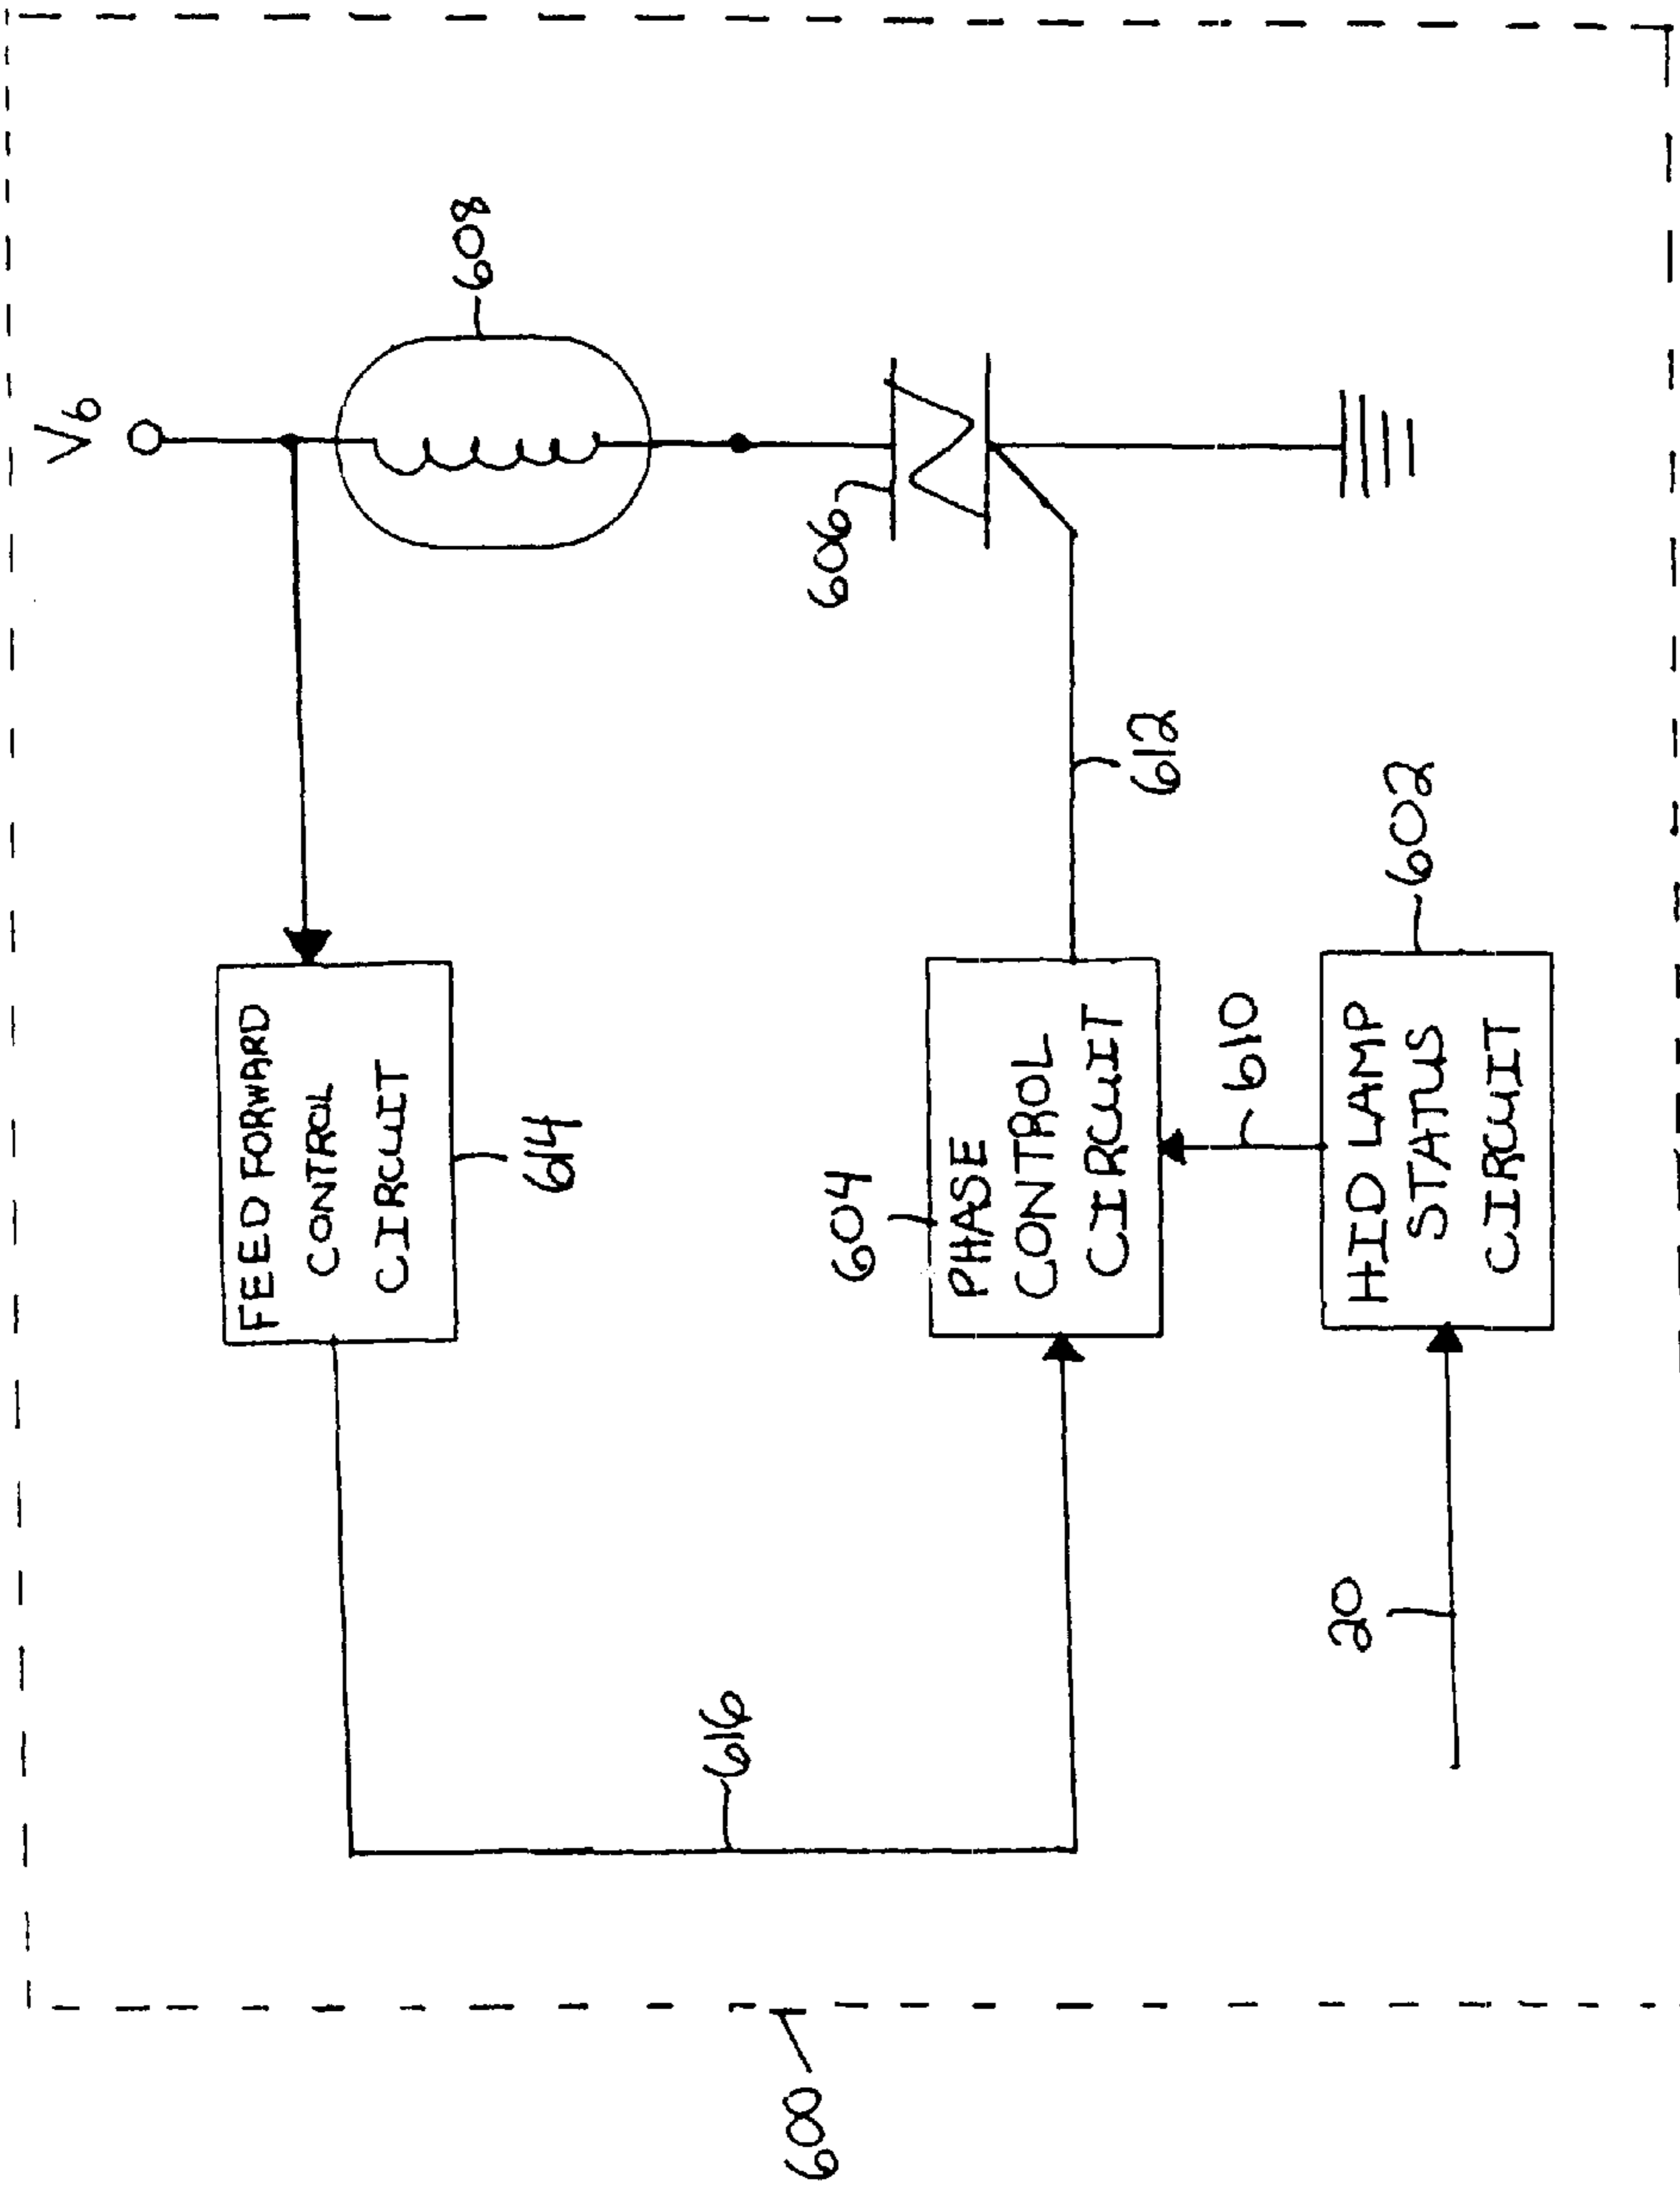 V6
FEED FORWARD
CONTROL
CIRCUIT
608
614
616
600
606
604
PHASE
CONTROL
CIRCUIT
612
610
20
HID LAMP
STATUS
CIRCUIT
602